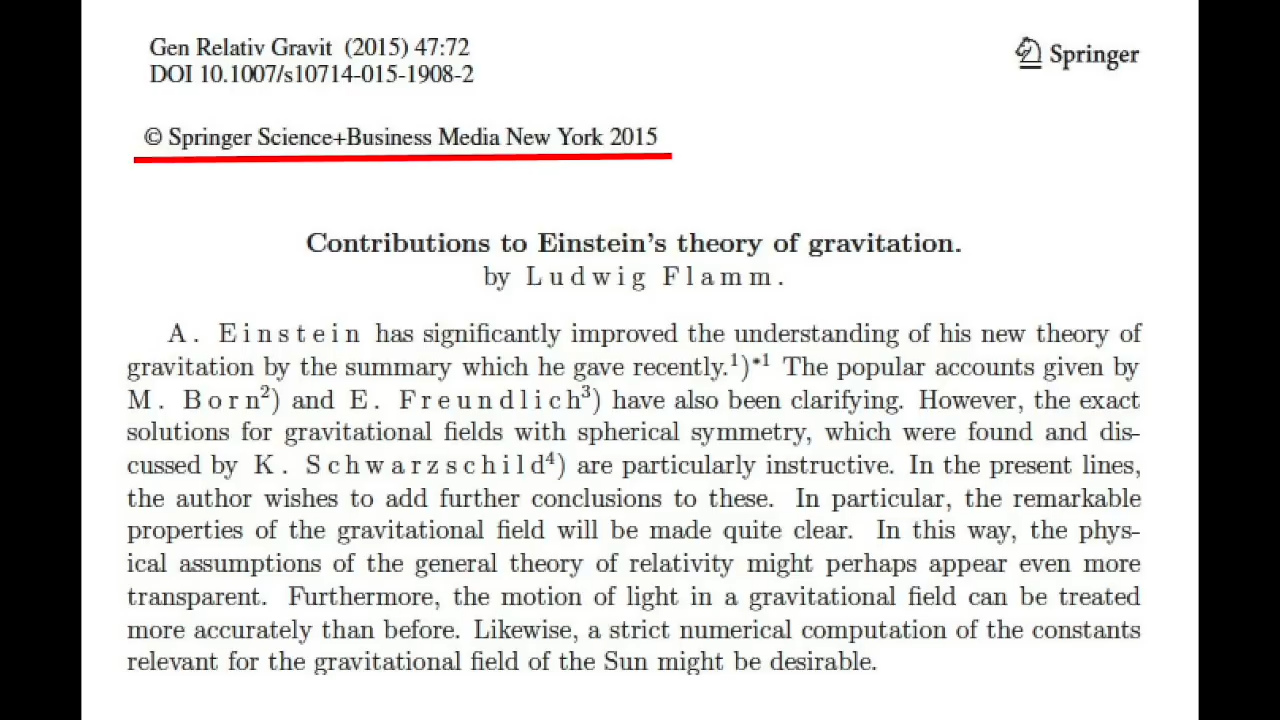 Gen Relativ Gravit (2015) 47:72
DOI 10.1007/s10714-015-1908-2
Springer
© Springer Science+Business Media New York 2015
Contributions to Einstein's theory of gravitation.
by Ludwig Flamm.
A. Einstein has significantly improved the understanding of his new theory of
gravitation by the summary which he gave recently.¹)*¹ The popular accounts given by
M. Born²) and E. Freundlich³) have also been clarifying. However, the exact
solutions for gravitational fields with spherical symmetry, which were found and dis-
cussed by K. Schwarzschild⁴) are particularly instructive. In the present lines,
the author wishes to add further conclusions to these. In particular, the remarkable
properties of the gravitational field will be made quite clear. In this way, the phys-
ical assumptions of the general theory of relativity might perhaps appear even more
transparent. Furthermore, the motion of light in a gravitational field can be treated
more accurately than before. Likewise, a strict numerical computation of the constants
relevant for the gravitational field of the Sun might be desirable.